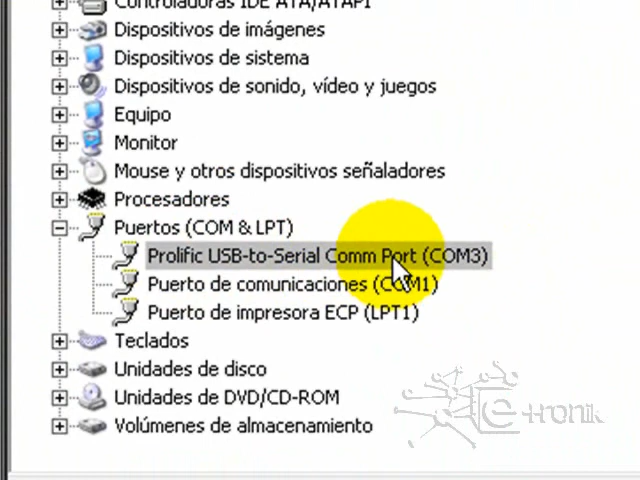 Controladoras IDE ATA/ATAPI
Dispositivos de imágenes
Dispositivos de sistema
Dispositivos de sonido, vídeo y juegos
Equipo
Monitor
Mouse y otros dispositivos señaladores
Procesadores
Puertos (COM & LPT)
Prolific USB-to-Serial Comm Port (COM3)
Puerto de comunicaciones (COM1)
Puerto de impresora ECP (LPT1)
Teclados
Unidades de disco
Unidades de DVD/CD-ROM
Volúmenes de almacenamiento
e-tronik